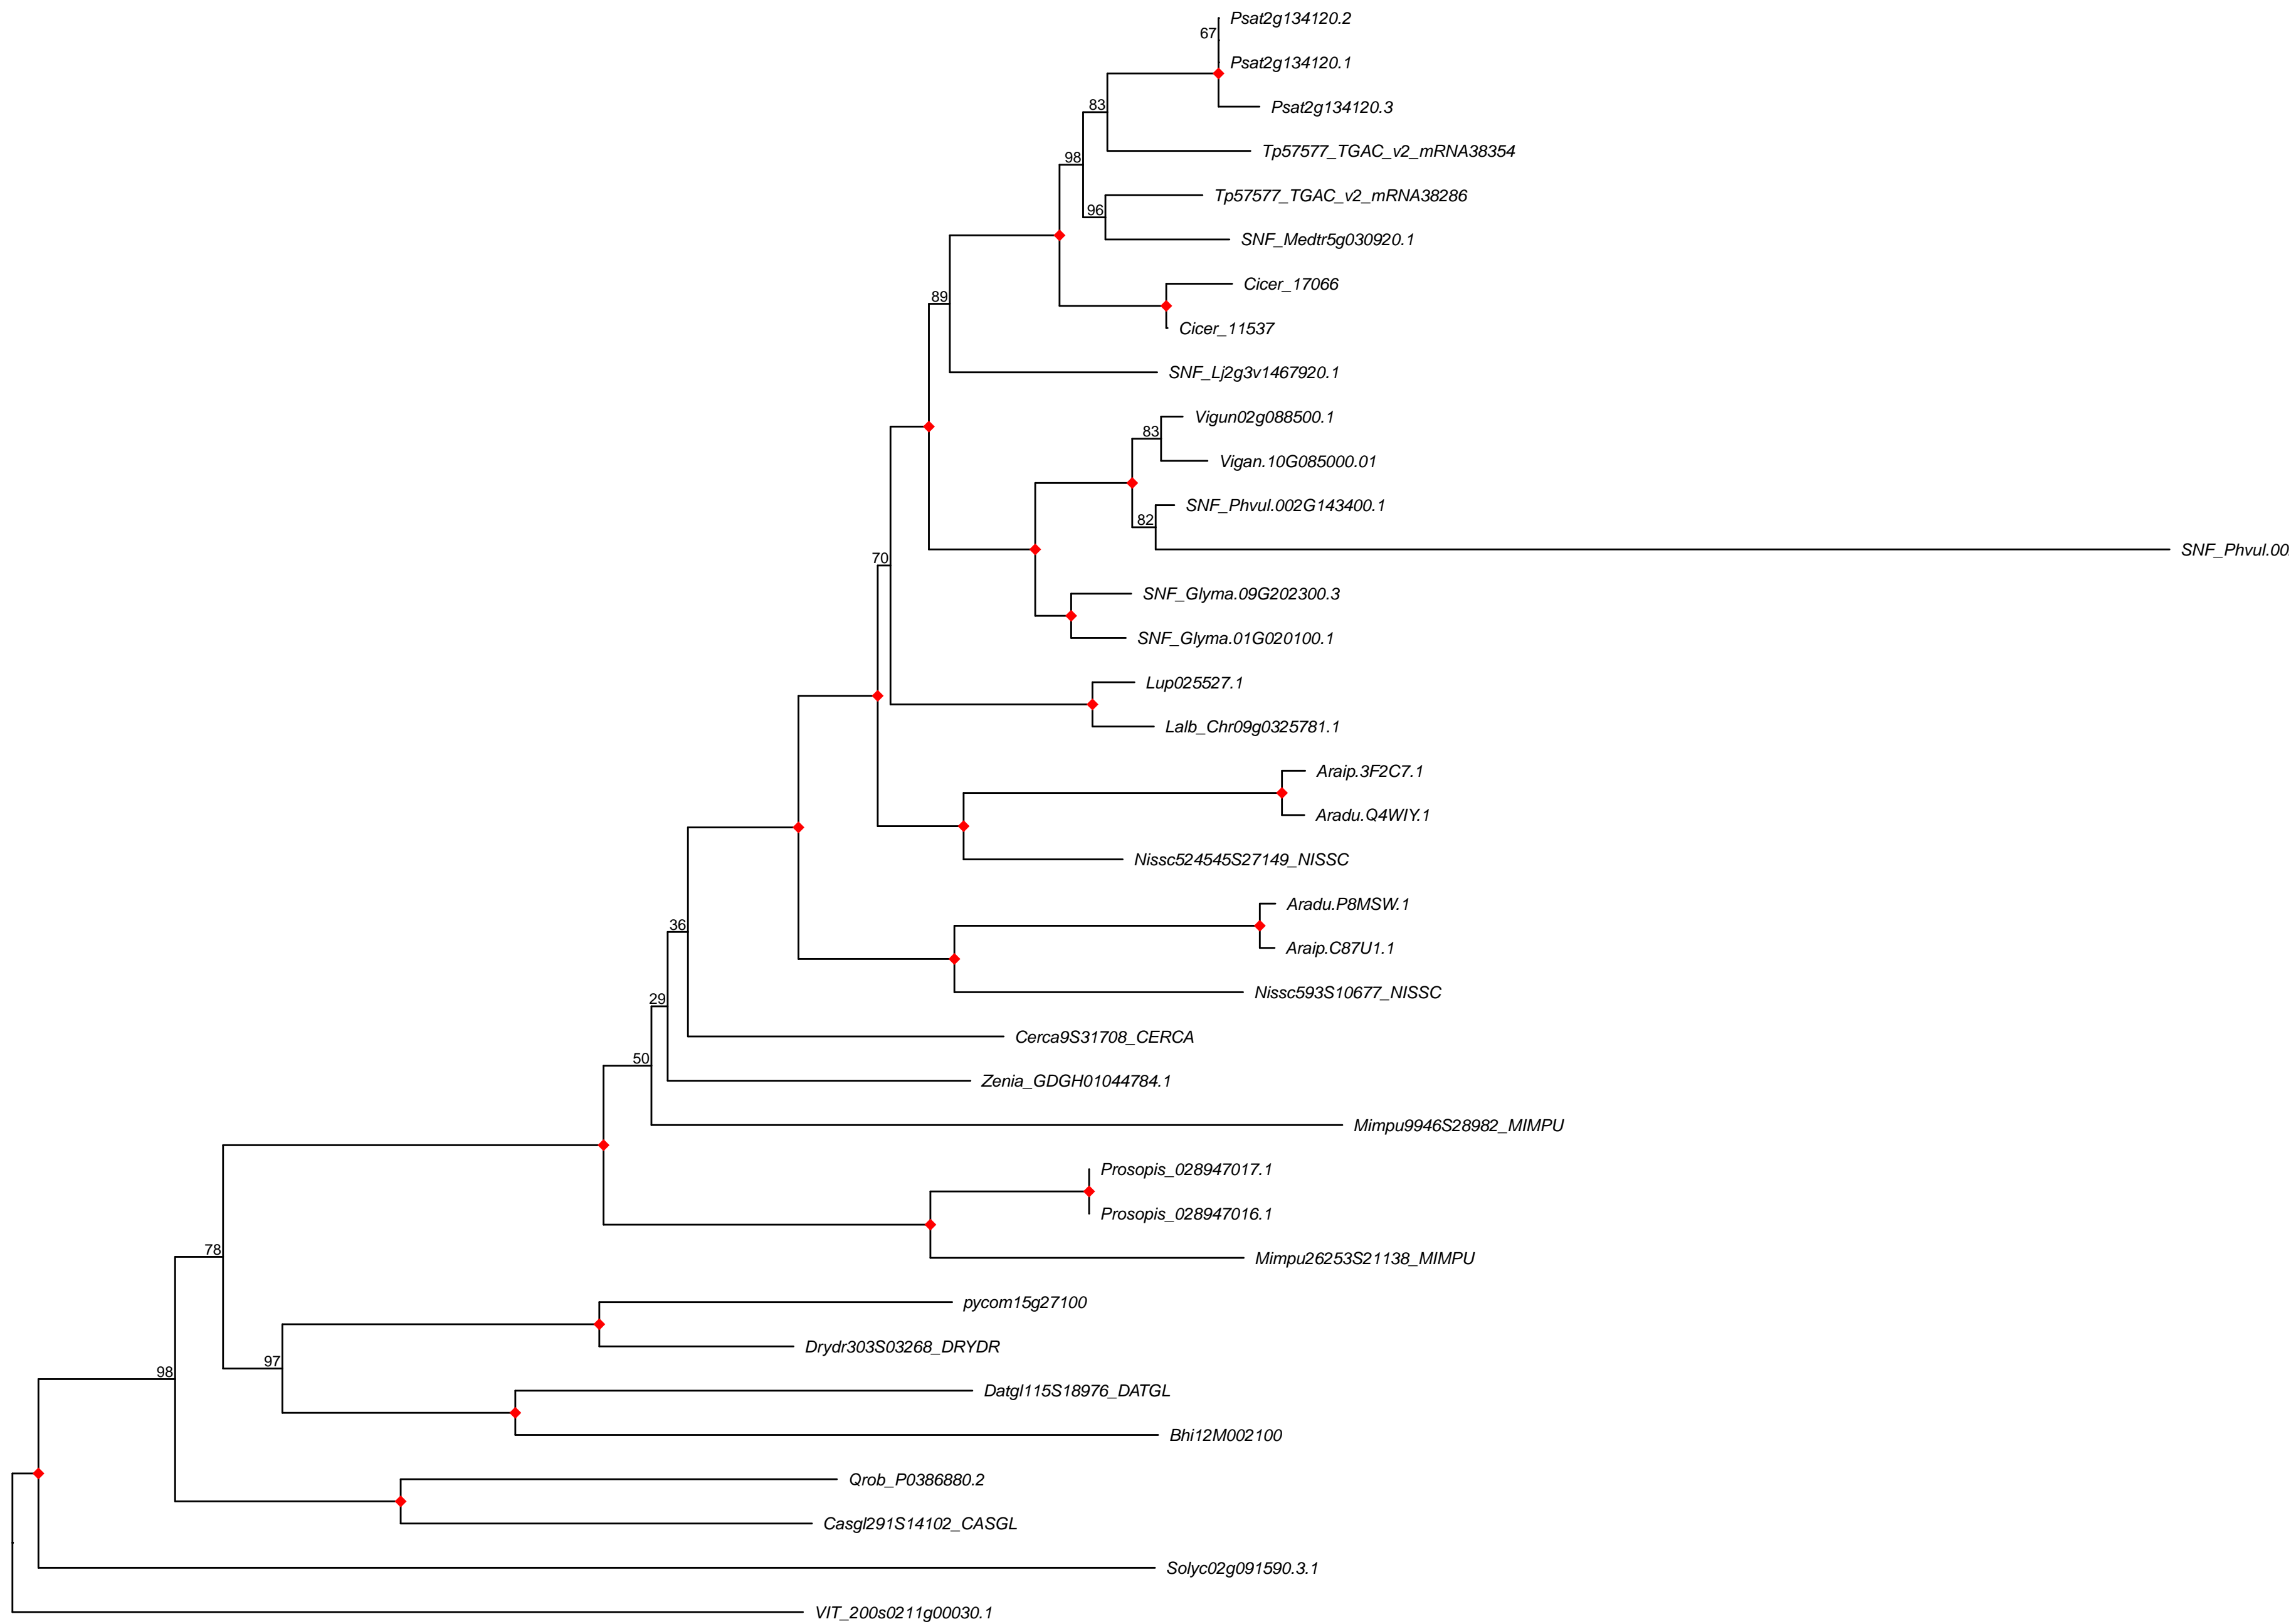 Psat2g134120.2
67
Psat2g134120.1
83
Psat2g134120.3
98
Tp57577_TGAC_v2_mRNA38354
Tp57577_TGAC_v2_mRNA38286
96
SNF_Medtr5g030920.1
Cicer_17066
89
Cicer_11537
SNF_Lj2g3v1467920.1
Vigun02g088500.1
83
Vigan.10G085000.01
SNF_Phvul.002G143400.1
82
SNF_Phvul.00
70
SNF_Glyma.09G202300.3
SNF_Glyma.01G020100.1
Lup025527.1
Lalb_Chr09g0325781.1
Araip.3F2C7.1
Aradu.Q4WIY.1
Nissc524545S27149_NISSC
Aradu.P8MSW.1
36
Araip.C87U1.1
Nissc593S10677_NISSC
29
Cerca9S31708_CERCA
50
Zenia_GDGH01044784.1
Mimpu9946S28982_MIMPU
Prosopis_028947017.1
Prosopis_028947016.1
78
Mimpu26253S21138_MIMPU
pycom15g27100
Drydr303S03268_DRYDR
97
98
Datgl115S18976_DATGL
Bhi12M002100
Qrob_P0386880.2
Casgl291S14102_CASGL
Solyc02g091590.3.1
VIT_200s0211g00030.1